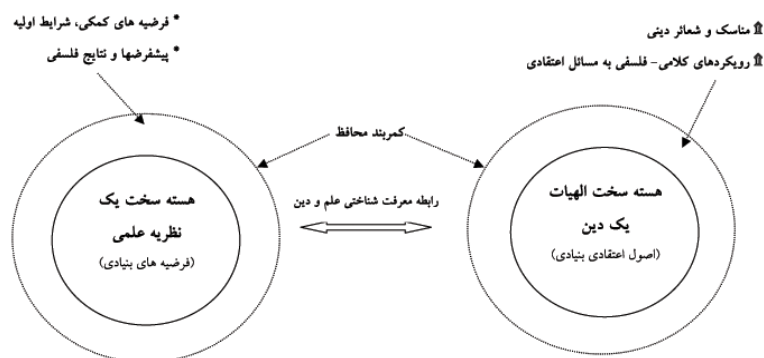 ۩ مناسک و شعائر دینی
۩ رویکردهای کلامی- فلسفی به مسائل اعتقادی
* فرضیه های کمکی، شرایط اولیه
* پیشفرضها و نتایج فلسفی
کمربند محافظ
هسته سخت الهیات
یک دین
(اصول اعتقادی بنیادی)
رابطه معرفت شناختی علم و دین
هسته سخت یک
نظریه علمی
(فرضیه های بنیادی)